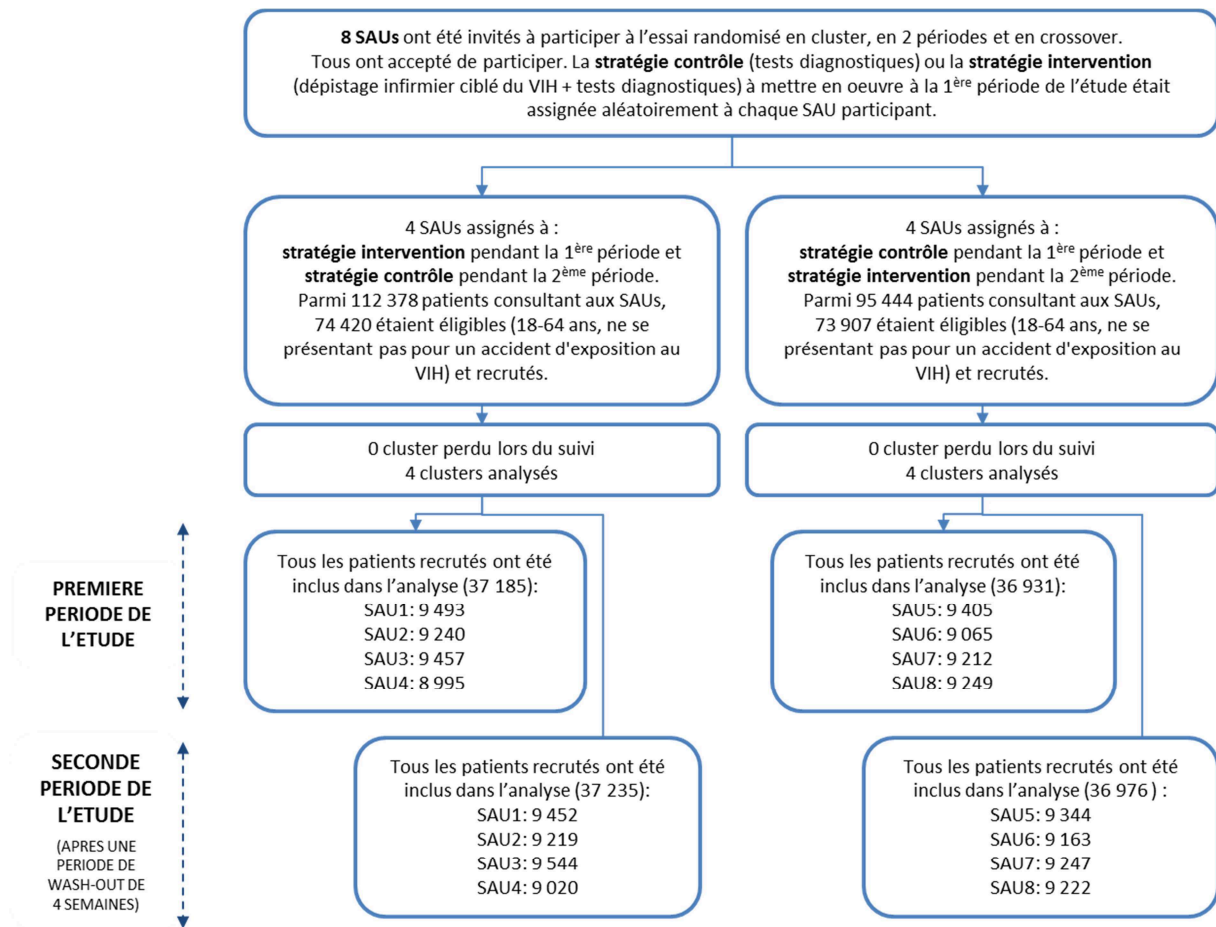 8 SAUs ont été invités à participer à l'essai randomisé en cluster, en 2 périodes et en crossover.
Tous ont accepté de participer. La stratégie contrôle (tests diagnostiques) ou la stratégie intervention
(dépistage infirmier ciblé du VIH + tests diagnostiques) à mettre en oeuvre à la 1ère période de l'étude était
assignée aléatoirement à chaque SAU participant.
4 SAUs assignés à :
stratégie intervention pendant la 1ère période et
stratégie contrôle pendant la 2ème période.
Parmi 112 378 patients consultant aux SAUs,
74 420 étaient éligibles (18-64 ans, ne se
présentant pas pour un accident d'exposition au
VIH) et recrutés.
4 SAUs assignés à :
stratégie contrôle pendant la 1ère période et
stratégie intervention pendant la 2ème période.
Parmi 95 444 patients consultant aux SAUs,
73 907 étaient éligibles (18-64 ans, ne se
présentant pas pour un accident d'exposition au
VIH) et recrutés.
0 cluster perdu lors du suivi
4 clusters analysés
0 cluster perdu lors du suivi
4 clusters analysés
PREMIERE
PERIODE DE
L'ETUDE
Tous les patients recrutés ont été
inclus dans l'analyse (37 185):
SAU1: 9 493
SAU2: 9 240
SAU3: 9 457
SAU4: 8 995
Tous les patients recrutés ont été
inclus dans l'analyse (36 931):
SAU5: 9 405
SAU6: 9 065
SAU7: 9 212
SAU8: 9 249
SECONDE
PERIODE DE
L'ETUDE
(APRES UNE
PERIODE DE
WASH-OUT DE
4 SEMAINES)
Tous les patients recrutés ont été
inclus dans l'analyse (37 235):
SAU1: 9 452
SAU2: 9 219
SAU3: 9 544
SAU4: 9 020
Tous les patients recrutés ont été
inclus dans l'analyse (36 976 ) :
SAU5: 9 344
SAU6: 9 163
SAU7: 9 247
SAU8: 9 222